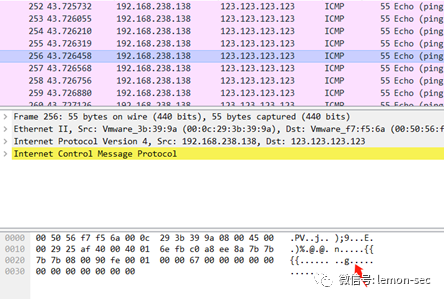 252 43.725732 192.168.238.138 123.123.123.123 ICMP 55 Echo (ping
253 43.726055 192.168.238.138 123.123.123.123 ICMP 55 Echo (ping
254 43.726210 192.168.238.138 123.123.123.123 ICMP 55 Echo (ping
255 43.726319 192.168.238.138 123.123.123.123 ICMP 55 Echo (ping
256 43.726458 192.168.238.138 123.123.123.123 ICMP 55 Echo (ping
257 43.726568 192.168.238.138 123.123.123.123 ICMP 55 Echo (ping
258 43.726756 192.168.238.138 123.123.123.123 ICMP 55 Echo (ping
259 43.726880 192.168.238.138 123.123.123.123 ICMP 55 Echo (ping
260 43.727126 192.168.238.138 123.123.123.123 ICMP 55 Echo (ping
> Frame 256: 55 bytes on wire (440 bits), 55 bytes captured (440 bits)
> Ethernet II, Src: Vmware_3b:39:9a (00:0c:29:3b:39:9a), Dst: Vmware_f7:f5:6a (00:50:56:f
> Internet Protocol Version 4, Src: 192.168.238.138, Dst: 123.123.123.123
> Internet Control Message Protocol
0000 00 50 56 f7 f5 6a 00 0c 29 3b 39 9a 08 00 45 00 .PV..j.. );9...E.
0010 00 29 25 af 40 00 40 01 6e fb c0 a8 ee 8a 7b 7b .)%.@.@. n.....{{
0020 7b 7b 08 00 90 fe 00 01 00 00 67 00 00 00 00 00 {{...... ..g.....
0030 00 00 00 00 00 00 00 .......
微信号: lemon-sec